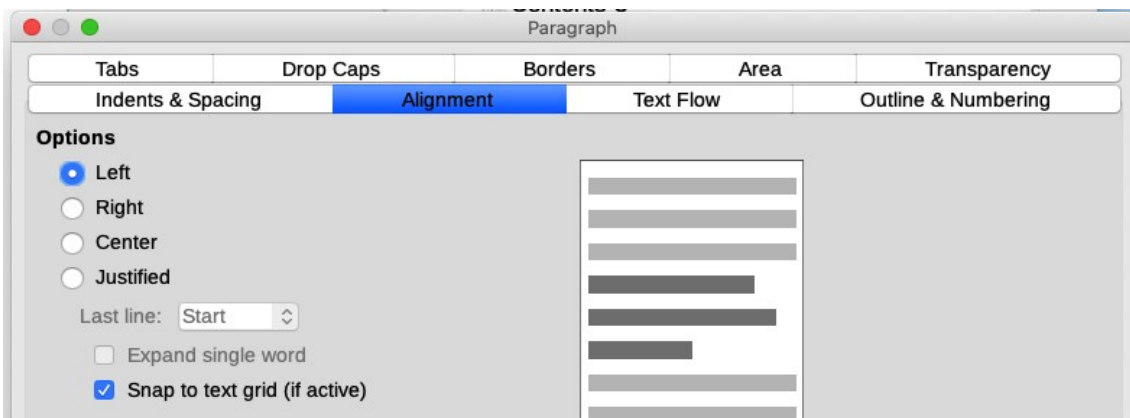 Paragraph
Tabs Drop Caps Borders Area Transparency
Indents & Spacing Alignment Text Flow Outline & Numbering
Options
Left
Right
Center
Justified
Last line: Start
Expand single word
Snap to text grid (if active)